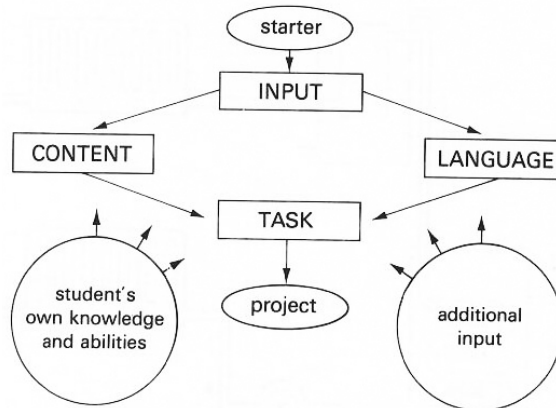 starter
INPUT
CONTENT
LANGUAGE
TASK
project
student's
own knowledge
and abilities
additional
input